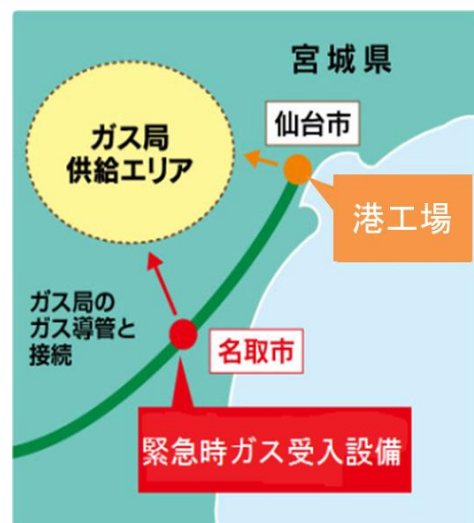 宮城県
ガス局
供給エリア
仙台市
港工場
ガス局の
ガス導管と
接続
名取市
緊急時ガス受入設備